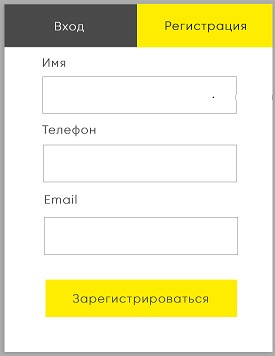 Вход
Регистрация
Имя
Телефон
Email
Зарегистрироваться